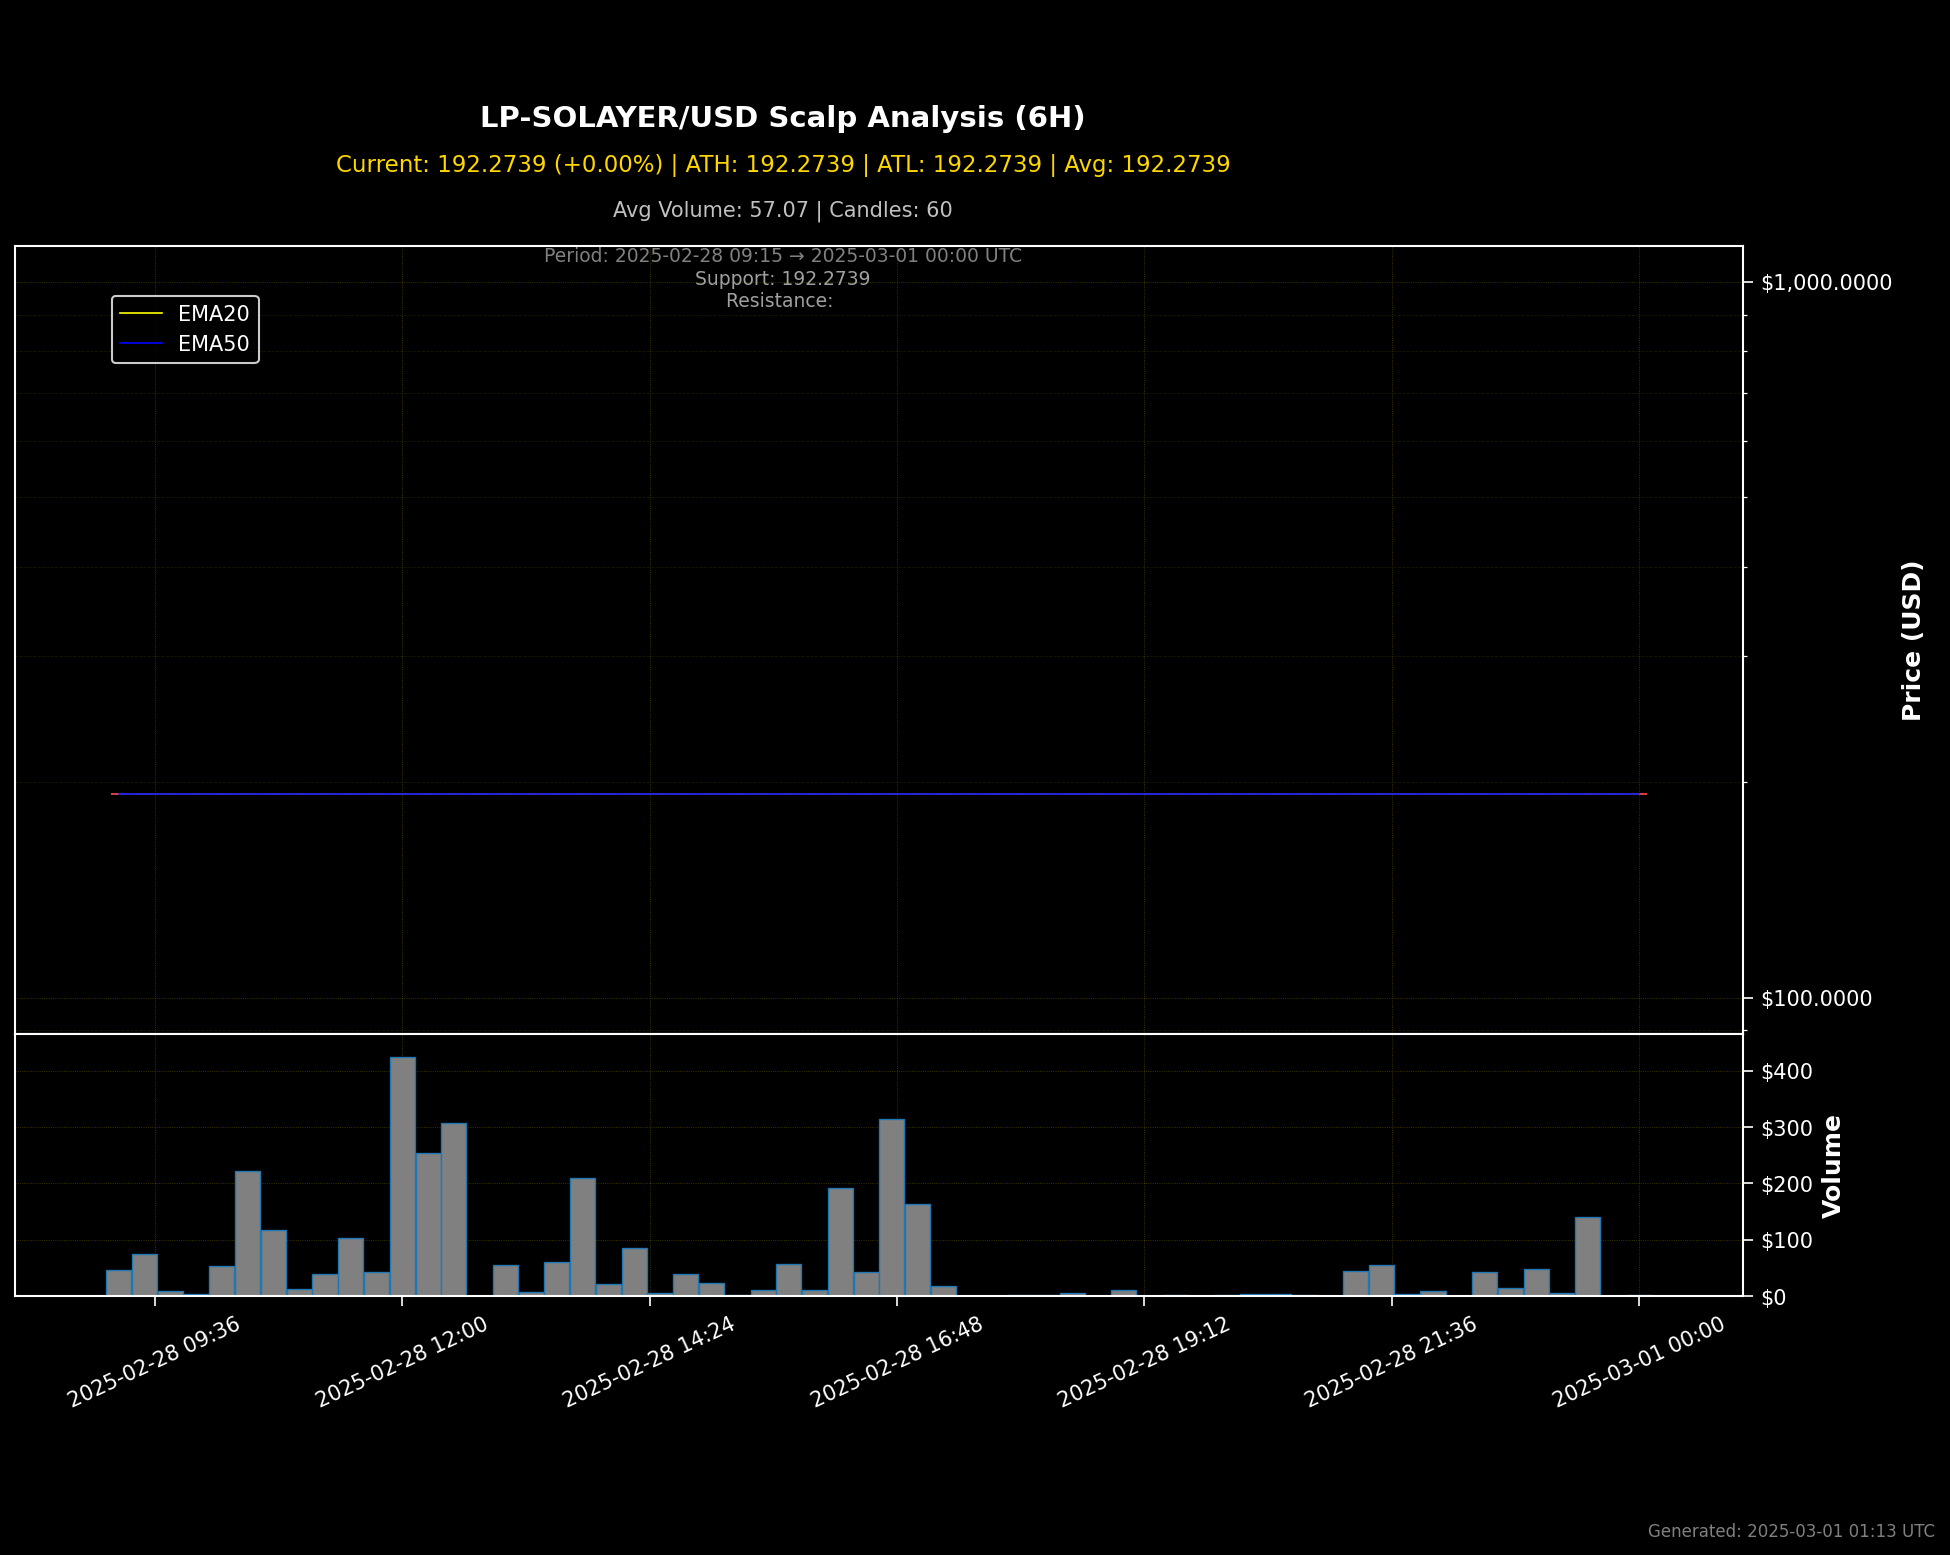 LP-SOLAYER/USD Scalp Analysis (6H)
Current: 192.2739 (+0.00%) | ATH: 192.2739 | ATL: 192.2739 | Avg: 192.2739
Avg Volume: 57.07 | Candles: 60
Period: 2025-02-28 09:15 → 2025-03-01 00:00 UTC
Support: 192.2739
Resistance:
EMA20
EMA50
$1,000.0000
Price (USD)
$100.0000
$400
$300
$200
$100
$0
Volume
2025-02-28 09:36
2025-02-28 12:00
2025-02-28 14:24
2025-02-28 16:48
2025-02-28 19:12
2025-02-28 21:36
2025-03-01 00:00
Generated: 2025-03-01 01:13 UTC